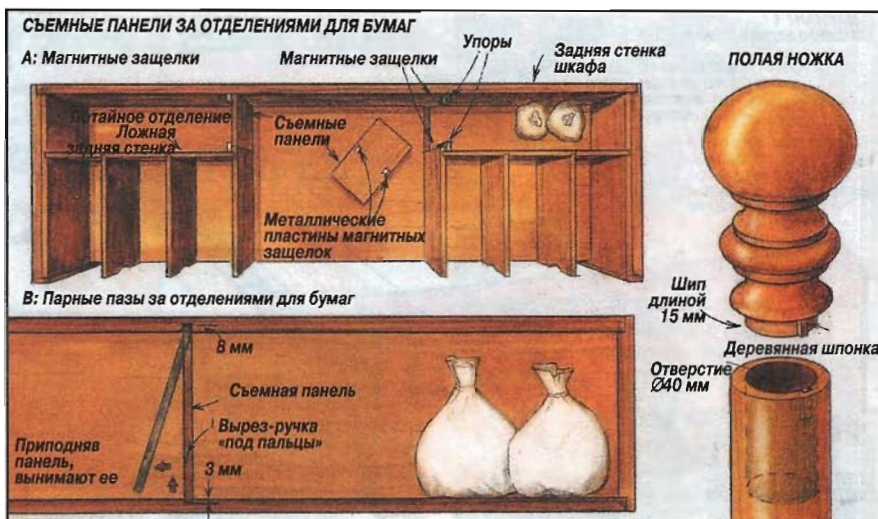 СЪЕМНЫЕ ПАНЕЛИ ЗА ОТДЕЛЕНИЯМИ ДЛЯ БУМАГ
А: Магнитные защелки
Магнитные защелки
Упоры
Задняя стенка
шкафа
Потайное отделение
Ложная
задняя стенка
Съемные
панели
Металлические
пластины магнитных
защелок
В: Парные пазы за отделениями для бумаг
8 мм
Съемная панель
Вырез-ручка
«под пальцы»
Приподняв
панель,
вынимают ее
3 мм
ПОЛАЯ НОЖКА
Шип
длиной
15 мм
Деревянная шпонка
Отверстие
Ø40 мм